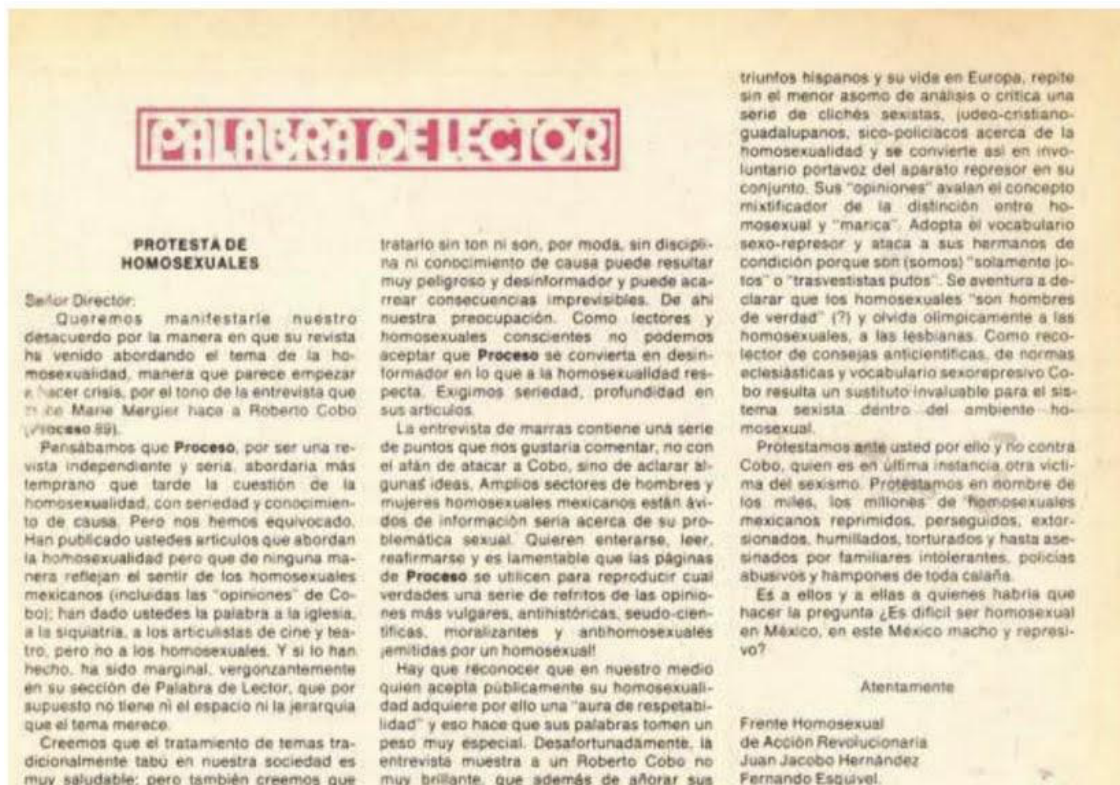 PALABRA DE LECTOR
PROTESTA DE
HOMOSEXUALES
Señor Director:
Queremos manifestarle nuestro
desacuerdo por la manera en que su revista
ha venido abordando el tema de la ho-
mosexualidad, manera que parece empezar
a hacer crisis, por el tono de la entrevista que
Marie Mergier hace a Roberto Cobo
(Proceso 89).
Pensábamos que Proceso, por ser una re-
vista independiente y seria, abordaría más
temprano que tarde la cuestión de la
homosexualidad, con seriedad y conocimien-
to de causa. Pero nos hemos equivocado.
Han publicado ustedes artículos que abordan
la homosexualidad pero que de ninguna ma-
nera reflejan el sentir de los homosexuales
mexicanos (incluidas las "opiniones" de Co-
bo); han dado ustedes la palabra a la iglesia,
a la siquiatría, a los articulistas de cine y tea-
tro, pero no a los homosexuales. Y si lo han
hecho, ha sido marginal, vergonzantemente
en su sección de Palabra de Lector, que por
supuesto no tiene ni el espacio ni la jerarquía
que el tema merece.
Creemos que el tratamiento de temas tra-
dicionalmente tabú en nuestra sociedad es
muy saludable; pero también creemos que
tratarlo sin ton ni son, por moda, sin discipli-
na ni conocimiento de causa puede resultar
muy peligroso y desinformador y puede aca-
rrear consecuencias imprevisibles. De ahí
nuestra preocupación. Como lectores y
homosexuales conscientes no podemos
aceptar que Proceso se convierta en desin-
formador en lo que a la homosexualidad res-
pecta. Exigimos seriedad, profundidad en
sus artículos.
La entrevista de marras contiene una serie
de puntos que nos gustaría comentar, no con
el afán de atacar a Cobo, sino de aclarar al-
gunas ideas. Amplios sectores de hombres y
mujeres homosexuales mexicanos están ávi-
dos de información seria acerca de su pro-
blemática sexual. Quieren enterarse, leer,
reafirmarse y es lamentable que las páginas
de Proceso se utilicen para reproducir cual
verdades una serie de refritos de las opinio-
nes más vulgares, antihistóricas, seudo-cien-
tíficas, moralizantes y antihomosexuales
¡emitidas por un homosexual!
Hay que reconocer que en nuestro medio
quien acepta públicamente su homosexuali-
dad adquiere por ello una "aura de respetabi-
lidad" y eso hace que sus palabras tomen un
peso muy especial. Desafortunadamente, la
entrevista muestra a un Roberto Cobo no
muy brillante, que además de añorar sus
triunfos hispanos y su vida en Europa, repite
sin el menor asomo de análisis o crítica una
serie de clichés sexistas, judeo-cristiano-
guadalupanos, sico-policiacos acerca de la
homosexualidad y se convierte así en invo-
luntario portavoz del aparato represor en su
conjunto. Sus "opiniones" avalan el concepto
mixtificador de la distinción entre ho-
mosexual y "marica". Adopta el vocabulario
sexo-represor y ataca a sus hermanos de
condición porque son (somos) "solamente jo-
tos" o "trasvestistas putos". Se aventura a de-
clarar que los homosexuales "son hombres
de verdad" (?) y olvida olímpicamente a las
homosexuales, a las lesbianas. Como reco-
lector de consejas anticientíficas, de normas
eclesiásticas y vocabulario sexorepresivo Co-
bo resulta un sustituto invaluable para el sis-
tema sexista dentro del ambiente ho-
mosexual.
Protestamos ante usted por ello y no contra
Cobo, quien es en última instancia otra vícti-
ma del sexismo. Protestamos en nombre de
los miles, los millones de homosexuales
mexicanos reprimidos, perseguidos, extor-
sionados, humillados, torturados y hasta ase-
sinados por familiares intolerantes, policías
abusivos y hampones de toda calaña.
Es a ellos y a ellas a quienes habría que
hacer la pregunta ¿Es difícil ser homosexual
en México, en este México macho y represi-
vo?
Atentamente
Frente Homosexual
de Acción Revolucionaria
Juan Jacobo Hernández
Fernando Esquivel.